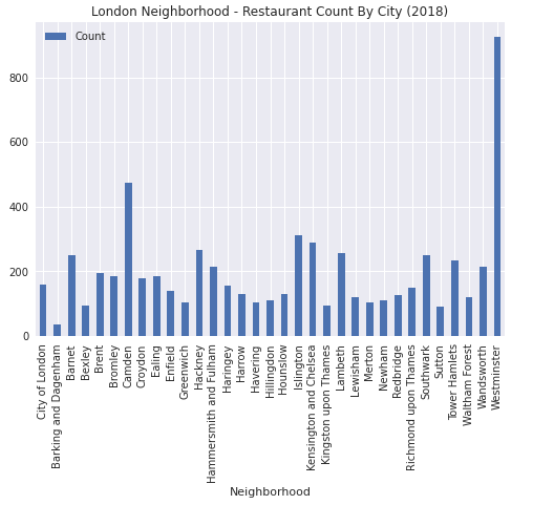 London Neighborhood - Restaurant Count By City (2018)
Count
800
600
400
200
0
City of London
Barking and Dagenham
Barnet
Bexley
Brent
Bromley
Camden
Croydon
Ealing
Enfield
Greenwich
Hackney
Hammersmith and Fulham
Haringey
Harrow
Havering
Hillingdon
Hounslow
Islington
Kensington and Chelsea
Kingston upon Thames
Lambeth
Lewisham
Merton
Newham
Redbridge
Richmond upon Thames
Southwark
Sutton
Tower Hamlets
Waltham Forest
Wandsworth
Westminster
Neighborhood